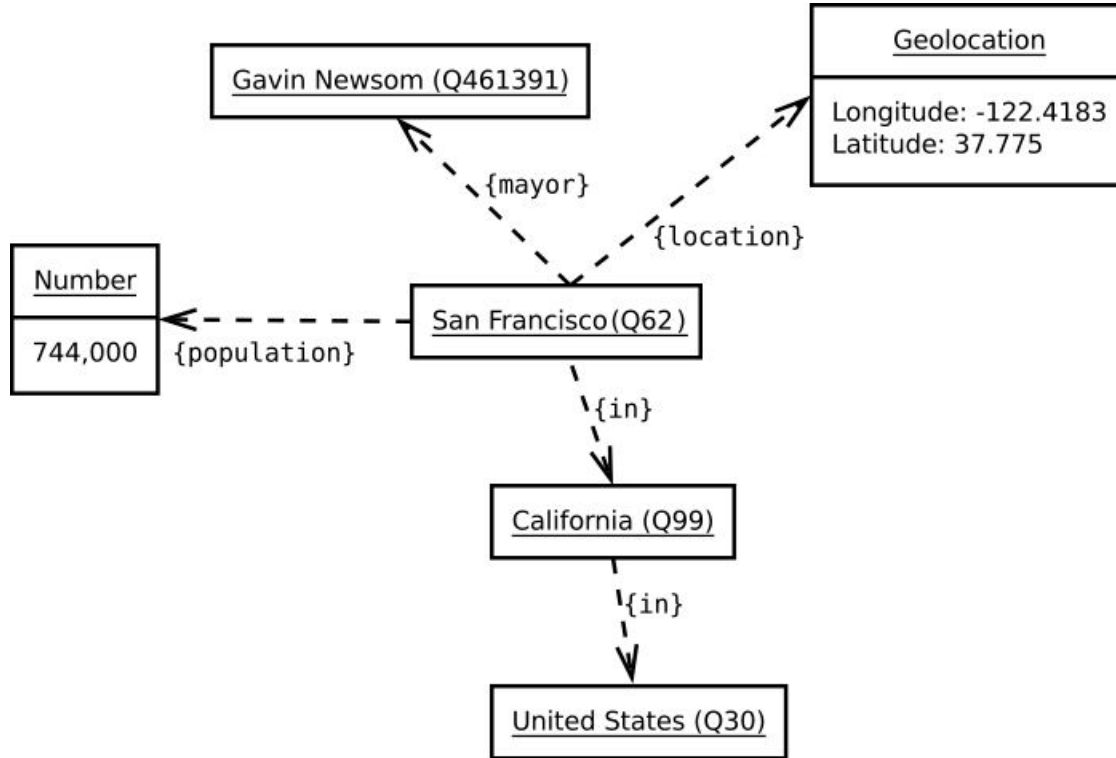 Geolocation
Gavin Newsom (Q461391)
Longitude: -122.4183
Latitude: 37.775
{mayor}
{location}
Number
San Francisco(Q62)
744,000
{population}
{in}
California (Q99)
{in}
United States (Q30)